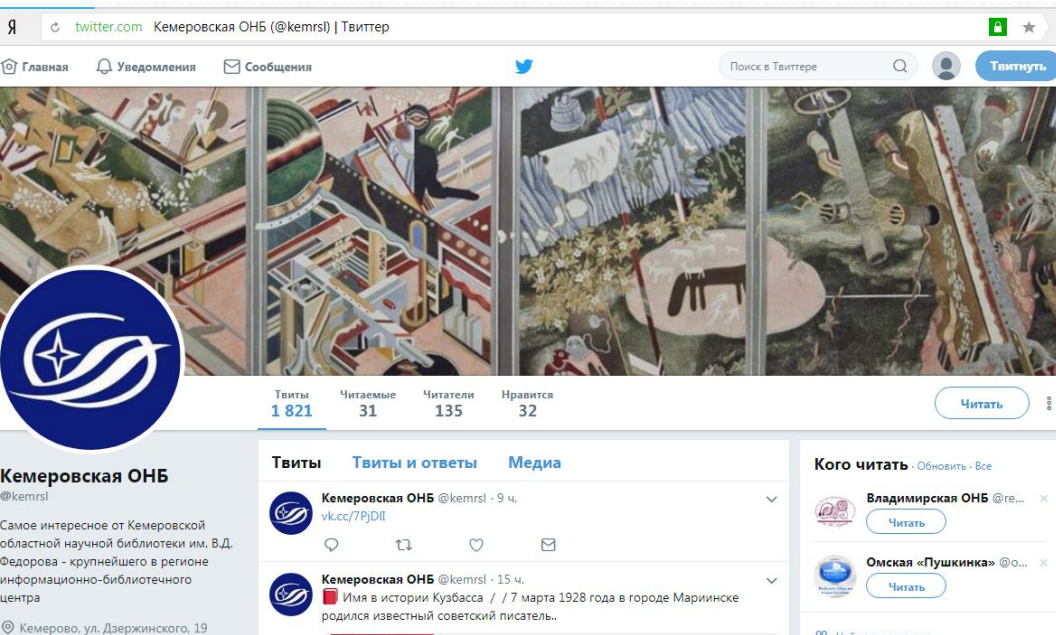 Я twitter.com Кемеровская ОНБ (@kemrsl) | Твиттер
Главная Уведомления Сообщения Поиск в Твиттере Твитнуть
Твиты Читаемые Читатели Нравится
1 821 31 135 32
Читать
Кемеровская ОНБ
@kemrsl
Самое интересное от Кемеровской
областной научной библиотеки им. В.Д.
Федорова - крупнейшего в регионе
информационно-библиотечного
центра
Кемерово, ул. Дзержинского, 19
Твиты Твиты и ответы Медиа
Кемеровская ОНБ @kemrsl · 9 ч.
vk.cc/7PjDII
Кемеровская ОНБ @kemrsl · 15 ч.
Имя в истории Кузбасса / / 7 марта 1928 года в городе Мариинске
родился известный советский писатель..
Кого читать · Обновить · Все
Владимирская ОНБ @re...
Читать
Омская «Пушкинка» @o...
Читать